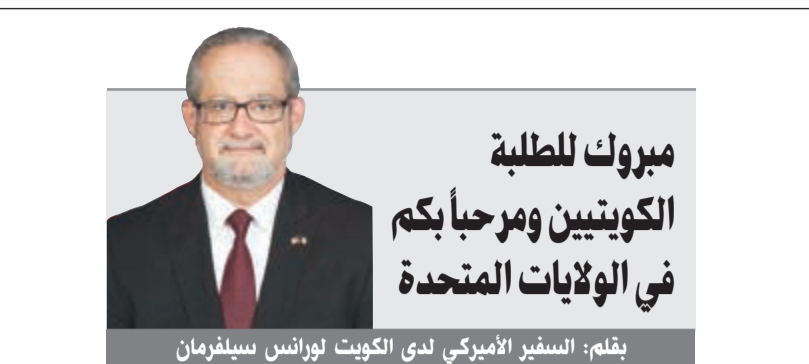 مبروك للطلبة
الكويتيين ومرحباً بكم
في الولايات المتحدة
بقلم: السفير الأميركي لدى الكويت لورانس سيلفرمان